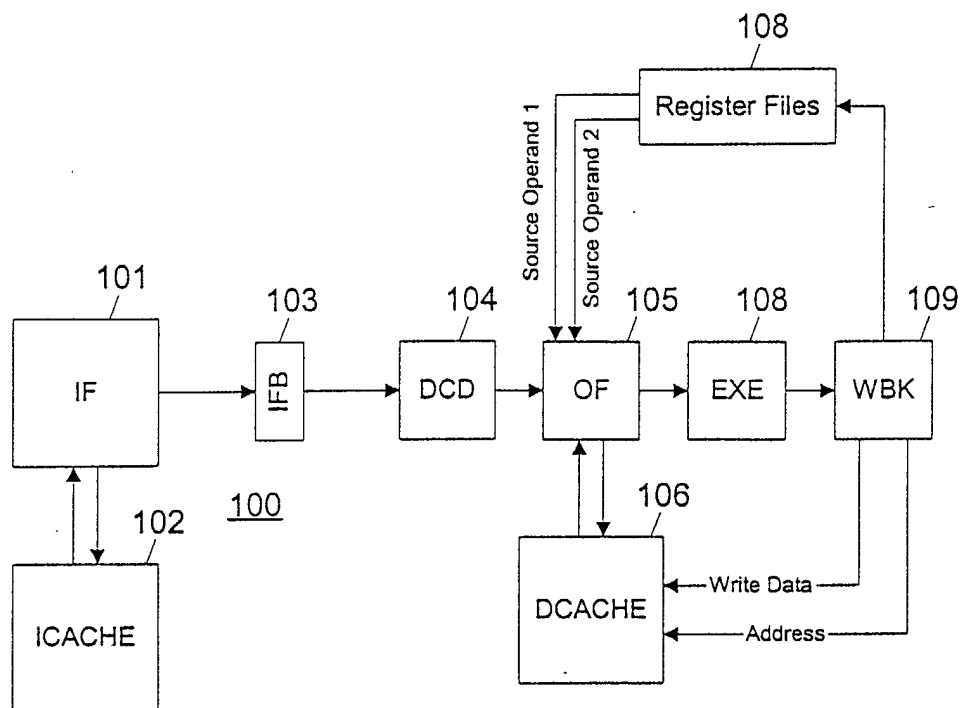 108
Register Files
Source Operand 1
Source Operand 2
101
103
104
105
108
109
IF
IFB
DCD
OF
EXE
WBK
100
102
106
ICACHE
DCACHE
Write Data
Address